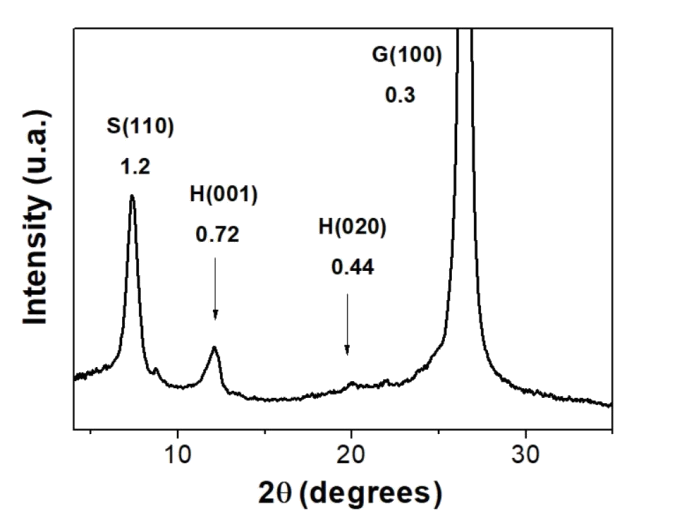 G(100)
0.3
S(110)
1.2
H(001)
0.72
H(020)
0.44
Intensity (u.a.)
10
20
30
2θ (degrees)